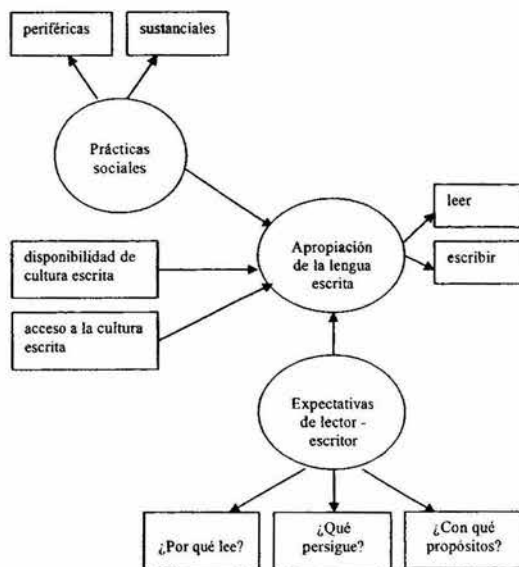 periféricas
sustanciales
Prácticas
sociales
leer
disponibilidad de
cultura escrita
Apropiación
de la lengua
escrita
escribir
acceso a la cultura
escrita
Expectativas
de lector -
escritor
¿Por qué lee?
¿Qué
persigue?
¿Con qué
propósitos?